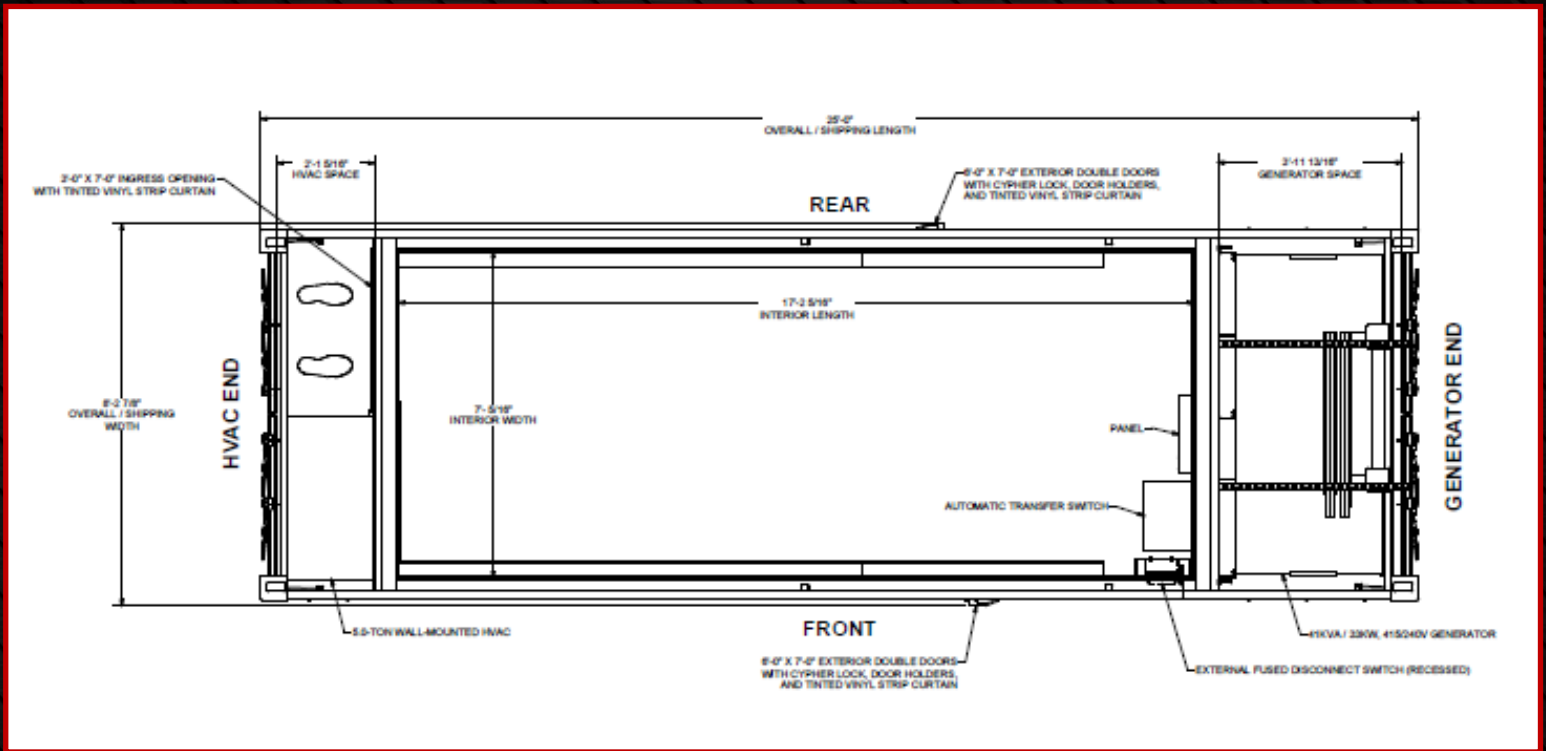 25'-0"
OVERALL / SHIPPING LENGTH
2'-1 5/16"
HVAC SPACE
3'-11 13/16"
GENERATOR SPACE
3'-0" X 7'-0" INGRESS OPENING
WITH TINTED VINYL STRIP CURTAIN
6'-0" X 7'-0" EXTERIOR DOUBLE DOORS
WITH CYPHER LOCK, DOOR HOLDERS,
AND TINTED VINYL STRIP CURTAIN
REAR
17'-2 5/16"
INTERIOR LENGTH
HVAC END
8'-2 7/8"
OVERALL / SHIPPING
WIDTH
7'- 5/16"
INTERIOR WIDTH
PANEL
AUTOMATIC TRANSFER SWITCH
GENERATOR END
5.0-TON WALL-MOUNTED HVAC
FRONT
41KVA / 33KW, 415/240V GENERATOR
6'-0" X 7'-0" EXTERIOR DOUBLE DOORS
WITH CYPHER LOCK, DOOR HOLDERS,
AND TINTED VINYL STRIP CURTAIN
EXTERNAL FUSED DISCONNECT SWITCH (RECESSED)